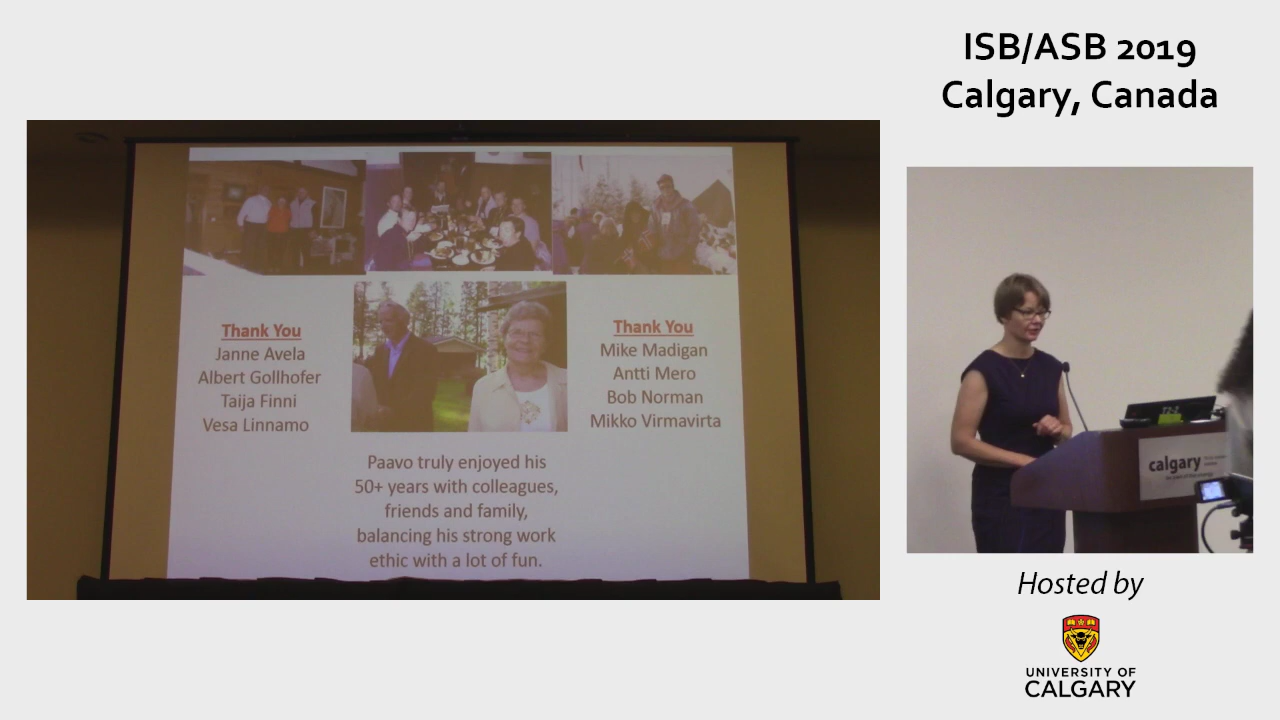 ISB/ASB 2019
Calgary, Canada
Thank You
Janne Avela
Albert Gollhofer
Taija Finni
Vesa Linnamo
Thank You
Mike Madigan
Antti Mero
Bob Norman
Mikko Virmavirta
Paavo truly enjoyed his
50+ years with colleagues,
friends and family,
balancing his strong work
ethic with a lot of fun.
calgary
Hosted by
UNIVERSITY OF
CALGARY